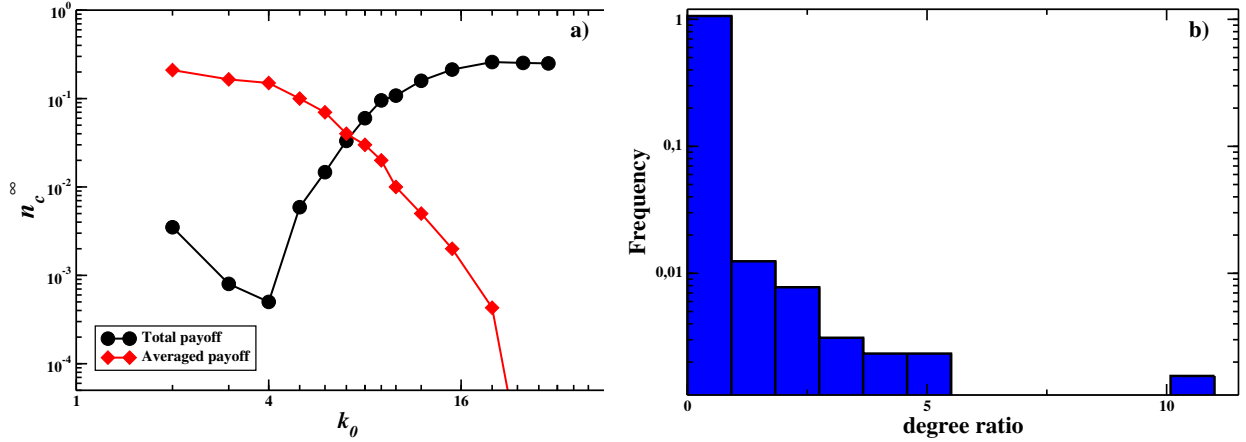 a)
10^0
10^-1
10^-2
10^-3
10^-4
n_c^∞
Total payoff
Averaged payoff
1
4
16
k_0
b)
1
0,1
0,01
Frequency
0
5
10
degree ratio